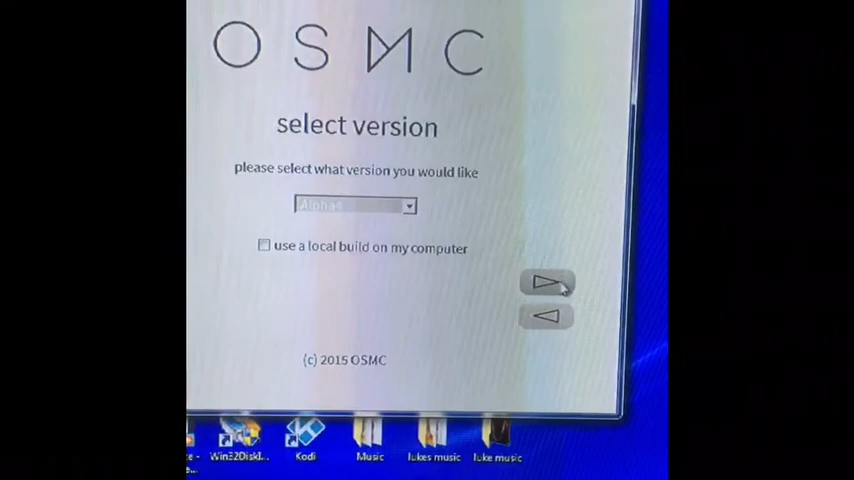 OSMC
select version
please select what version you would like
Alpha4
use a local build on my computer
(c) 2015 OSMC
Win32DiskI...
Kodi
Music
lukes music
luke music